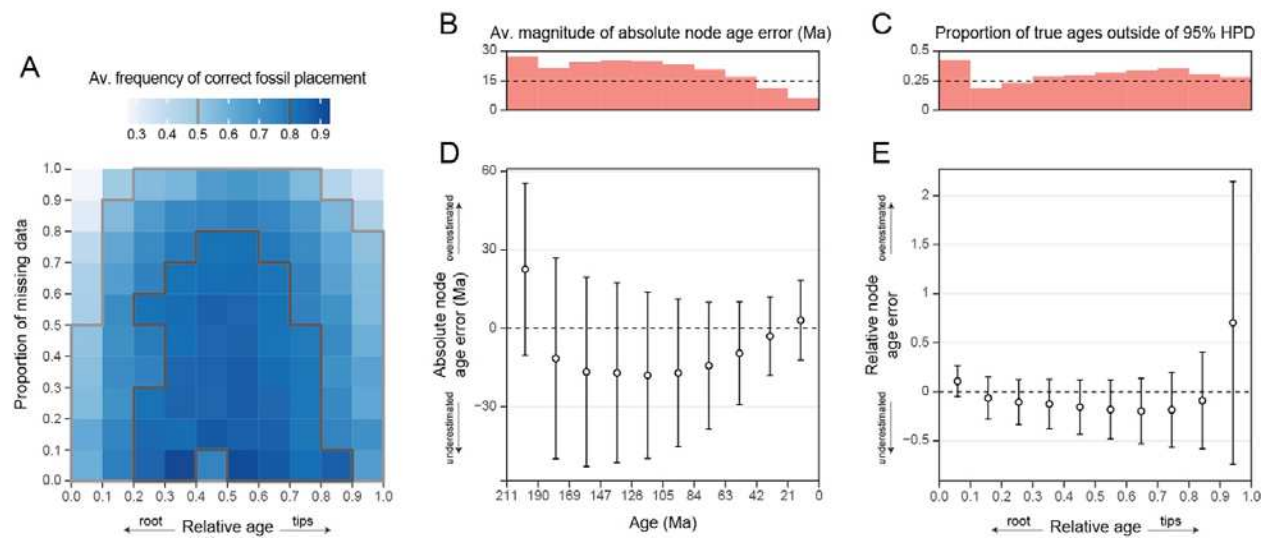 A
Av. frequency of correct fossil placement
0.3 0.4 0.5 0.6 0.7 0.8 0.9
Proportion of missing data
1.0
0.9
0.8
0.7
0.6
0.5
0.4
0.3
0.2
0.1
0.0
0.0 0.1 0.2 0.3 0.4 0.5 0.6 0.7 0.8 0.9 1.0
root Relative age tips
B
Av. magnitude of absolute node age error (Ma)
30
15
0
C
Proportion of true ages outside of 95% HPD
0.5
0.25
0
D
Absolute node
age error (Ma)
overestimated
underestimated
60
30
0
−30
211 190 169 147 126 105 84 63 42 21 0
Age (Ma)
E
Relative node
age error
overestimated
underestimated
2
1.5
1
0.5
0
−0.5
0.0 0.1 0.2 0.3 0.4 0.5 0.6 0.7 0.8 0.9 1.0
root Relative age tips